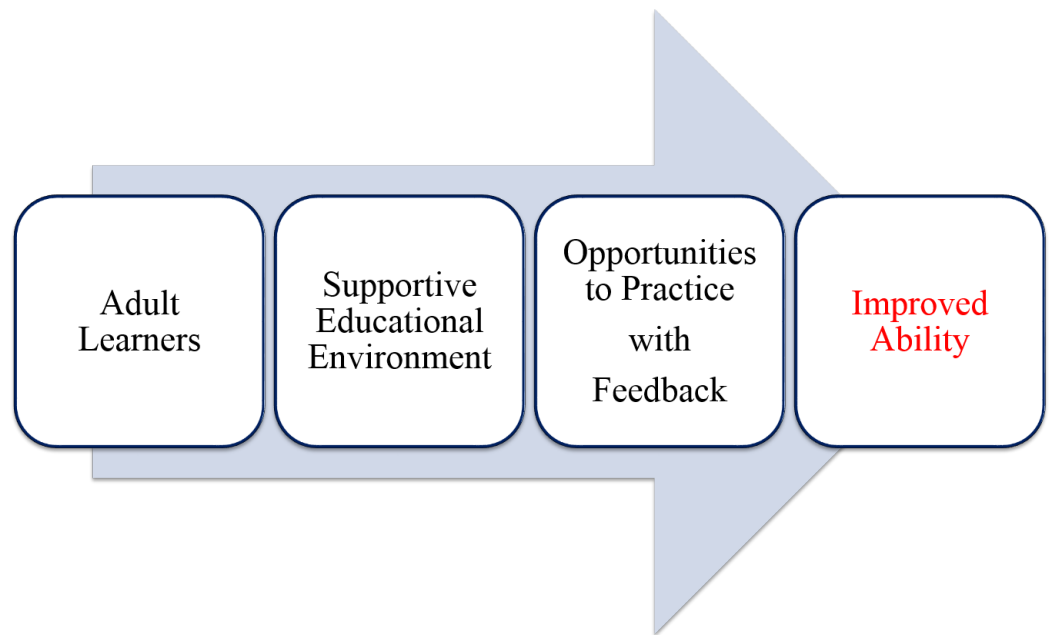 Adult
Learners
Supportive
Educational
Environment
Opportunities
to Practice
with
Feedback
Improved
Ability